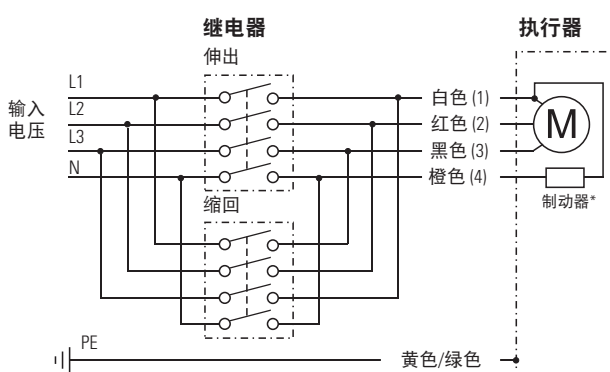 继电器
执行器
伸出
输入
电压
L1
L2
L3
N
白色 (1)
红色 (2)
黑色 (3)
橙色 (4)
M
制动器*
缩回
PE
黄色/绿色